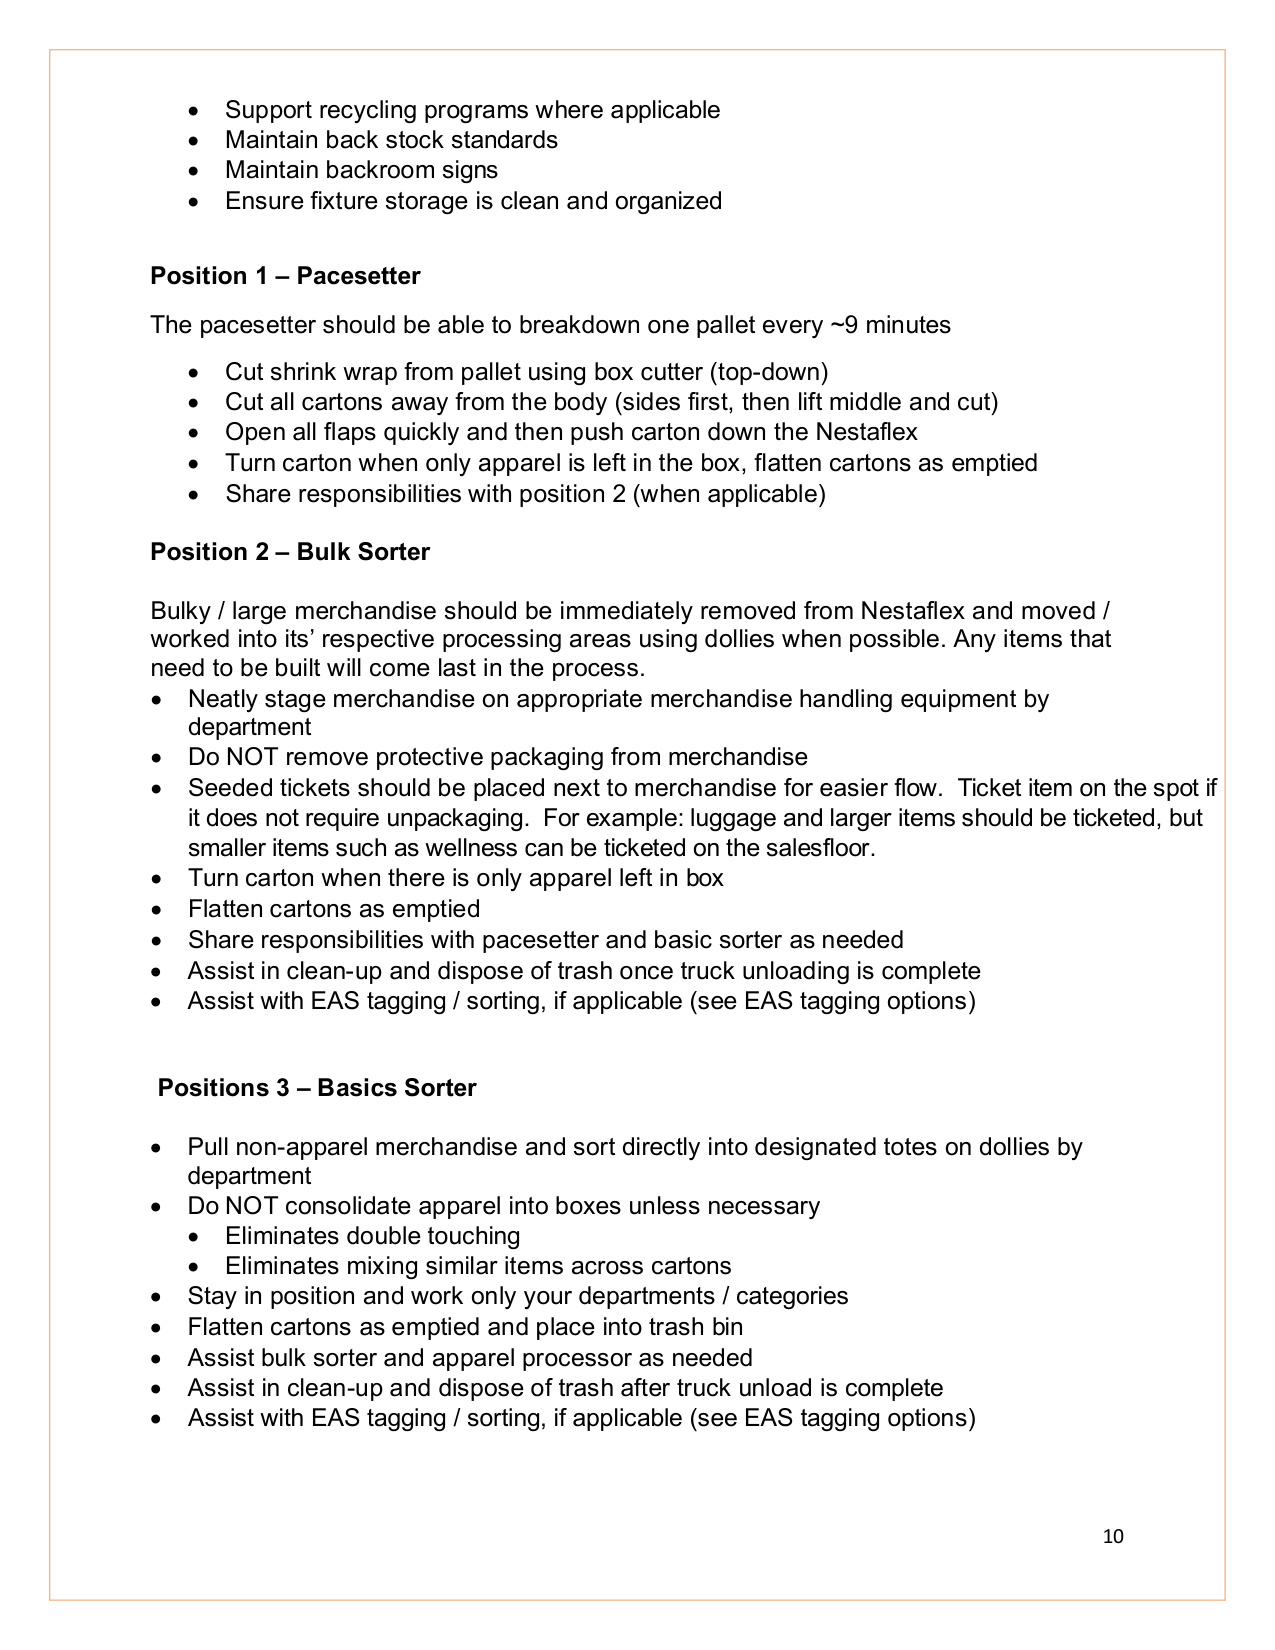 • Support recycling programs where applicable
• Maintain back stock standards
• Maintain backroom signs
• Ensure fixture storage is clean and organized
Position 1 – Pacesetter
The pacesetter should be able to breakdown one pallet every ~9 minutes
• Cut shrink wrap from pallet using box cutter (top-down)
• Cut all cartons away from the body (sides first, then lift middle and cut)
• Open all flaps quickly and then push carton down the Nestaflex
• Turn carton when only apparel is left in the box, flatten cartons as emptied
• Share responsibilities with position 2 (when applicable)
Position 2 – Bulk Sorter
Bulky / large merchandise should be immediately removed from Nestaflex and moved /
worked into its’ respective processing areas using dollies when possible. Any items that
need to be built will come last in the process.
• Neatly stage merchandise on appropriate merchandise handling equipment by
department
• Do NOT remove protective packaging from merchandise
• Seeded tickets should be placed next to merchandise for easier flow.  Ticket item on the spot if
it does not require unpackaging.  For example: luggage and larger items should be ticketed, but
smaller items such as wellness can be ticketed on the salesfloor.
• Turn carton when there is only apparel left in box
• Flatten cartons as emptied
• Share responsibilities with pacesetter and basic sorter as needed
• Assist in clean-up and dispose of trash once truck unloading is complete
• Assist with EAS tagging / sorting, if applicable (see EAS tagging options)
Positions 3 – Basics Sorter
• Pull non-apparel merchandise and sort directly into designated totes on dollies by
department
• Do NOT consolidate apparel into boxes unless necessary
• Eliminates double touching
• Eliminates mixing similar items across cartons
• Stay in position and work only your departments / categories
• Flatten cartons as emptied and place into trash bin
• Assist bulk sorter and apparel processor as needed
• Assist in clean-up and dispose of trash after truck unload is complete
• Assist with EAS tagging / sorting, if applicable (see EAS tagging options)
10